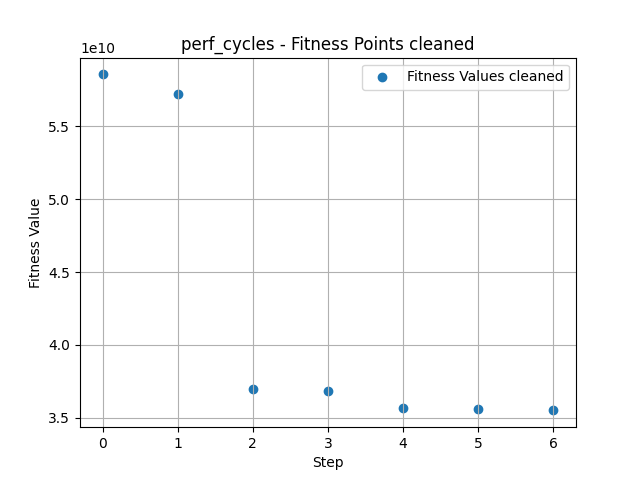 perf_cycles - Fitness Points cleaned
1e10
Fitness Values cleaned
Fitness Value
5.5
5.0
4.5
4.0
3.5
0 1 2 3 4 5 6
Step